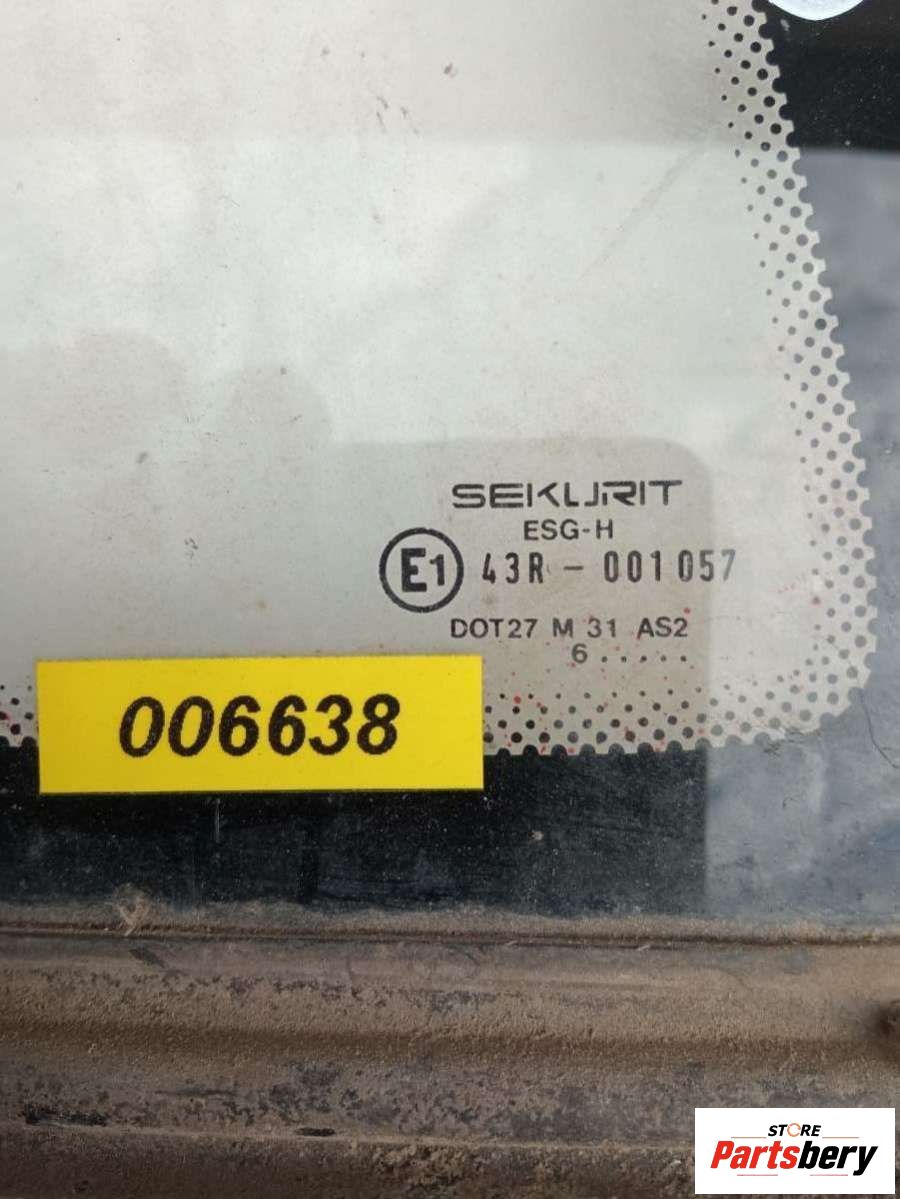 SEKURIT
ESG-H
E1 43R - 001057
DOT27 M 31 AS2
6.....
006638
STORE
Partsbery